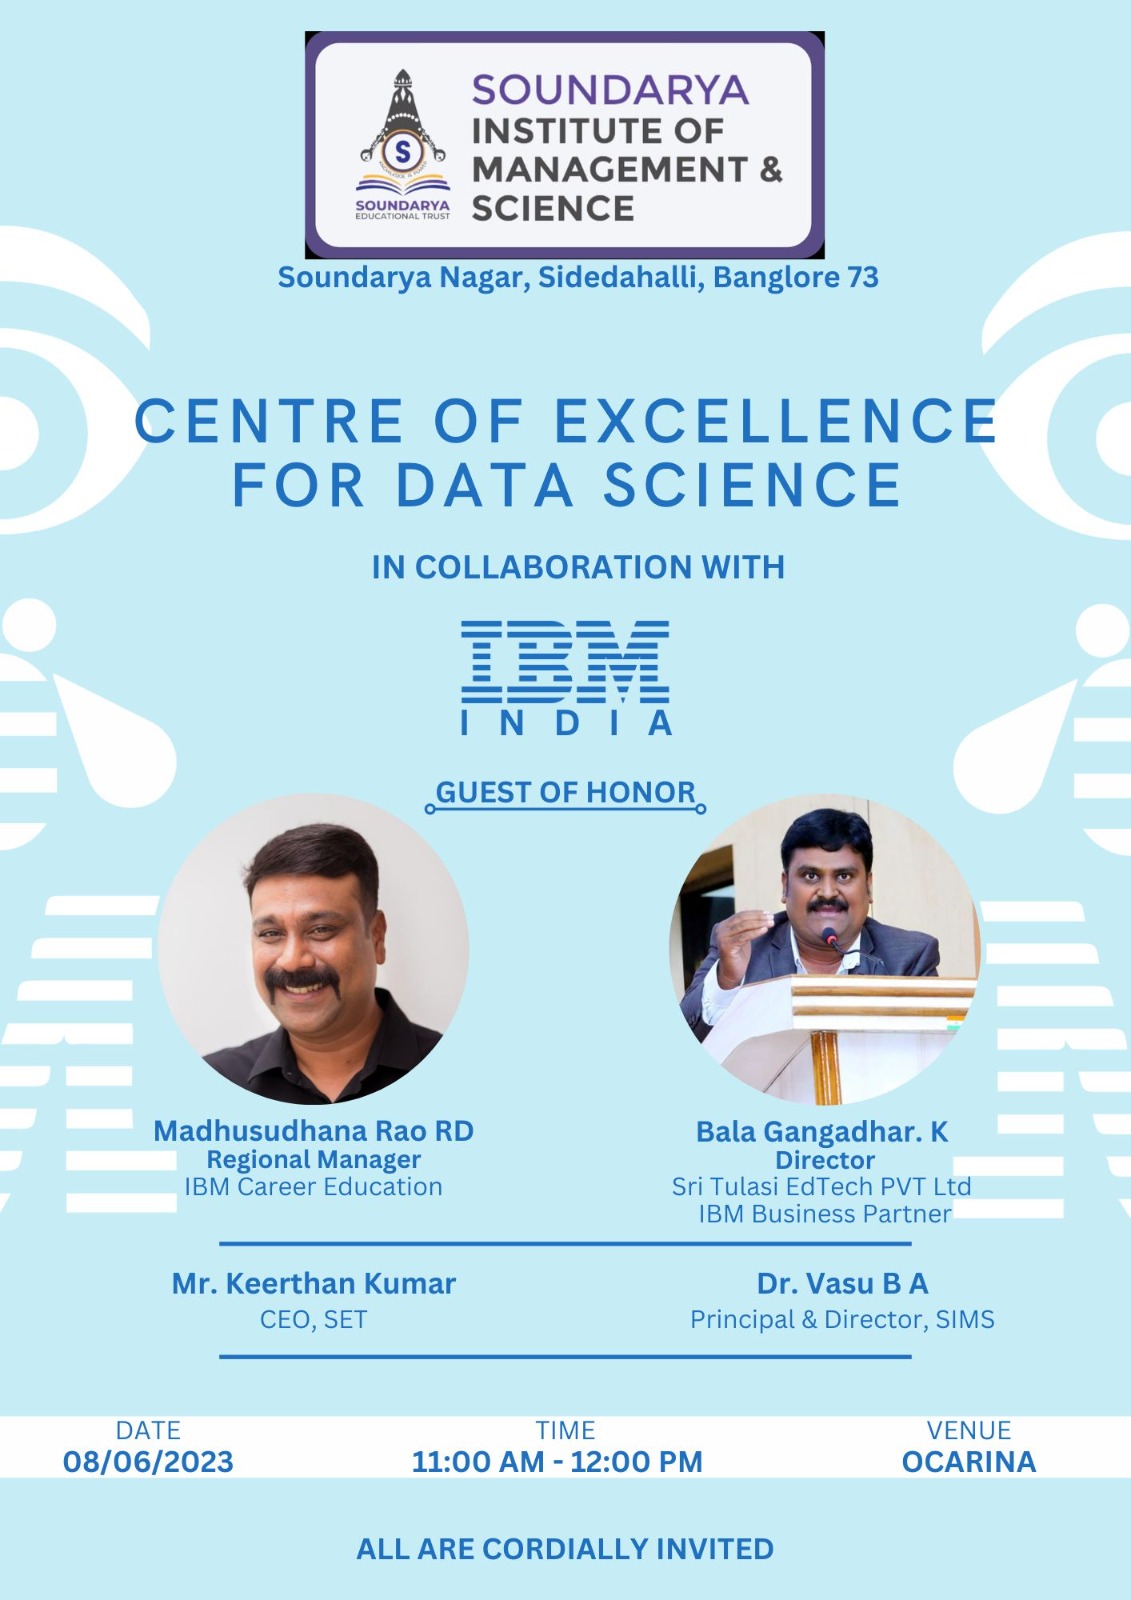 SOUNDARYA
INSTITUTE OF
MANAGEMENT &
SCIENCE
S
KNOWLEDGE IS POWER
SOUNDARYA
EDUCATIONAL TRUST
Soundarya Nagar, Sidedahalli, Banglore 73
CENTRE OF EXCELLENCE
FOR DATA SCIENCE
IN COLLABORATION WITH
IBM
INDIA
GUEST OF HONOR
Madhusudhana Rao RD
Regional Manager
IBM Career Education
Bala Gangadhar. K
Director
Sri Tulasi EdTech PVT Ltd
IBM Business Partner
Mr. Keerthan Kumar
CEO, SET
Dr. Vasu B A
Principal & Director, SIMS
DATE
08/06/2023
TIME
11:00 AM - 12:00 PM
VENUE
OCARINA
ALL ARE CORDIALLY INVITED